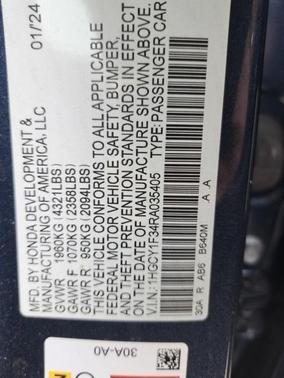 MFD. BY HONDA DEVELOPMENT & 01/'24
MANUFACTURING OF AMERICA, LLC
GVWR 1960KG(4321LBS)
GAWR F 1070KG(2358LBS)
GAWR R 950KG(2094LBS)
THIS VEHICLE CONFORMS TO ALL APPLICABLE
FEDERAL MOTOR VEHICLE SAFETY, BUMPER,
AND THEFT PREVENTION STANDARDS IN EFFECT
ON THE DATE OF MANUFACTURE SHOWN ABOVE.
V.I.N.:1HGCY1F34RA035405 TYPE:PASSENGER CAR
30A R AB6 B640M
A A
30A-A0